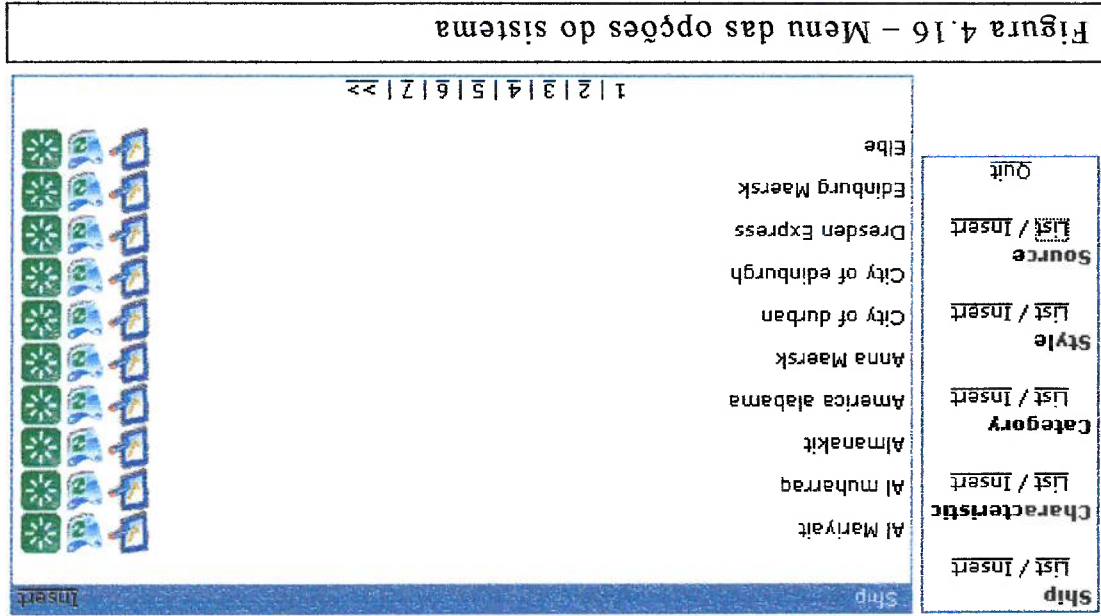 Ship
List / Insert
Characteristic
List / Insert
Category
List / Insert
Style
List / Insert
Source
List / Insert
Quit
Ship Insert
Al Mariyait
Al muharraq
Almanakit
America alabama
Anna Maersk
City of durban
City of edinburgh
Dresden Express
Edinburg Maersk
Elbe
1 | 2 | 3 | 4 | 5 | 6 | 7 | >>
Figura 4.16 – Menu das opções do sistema